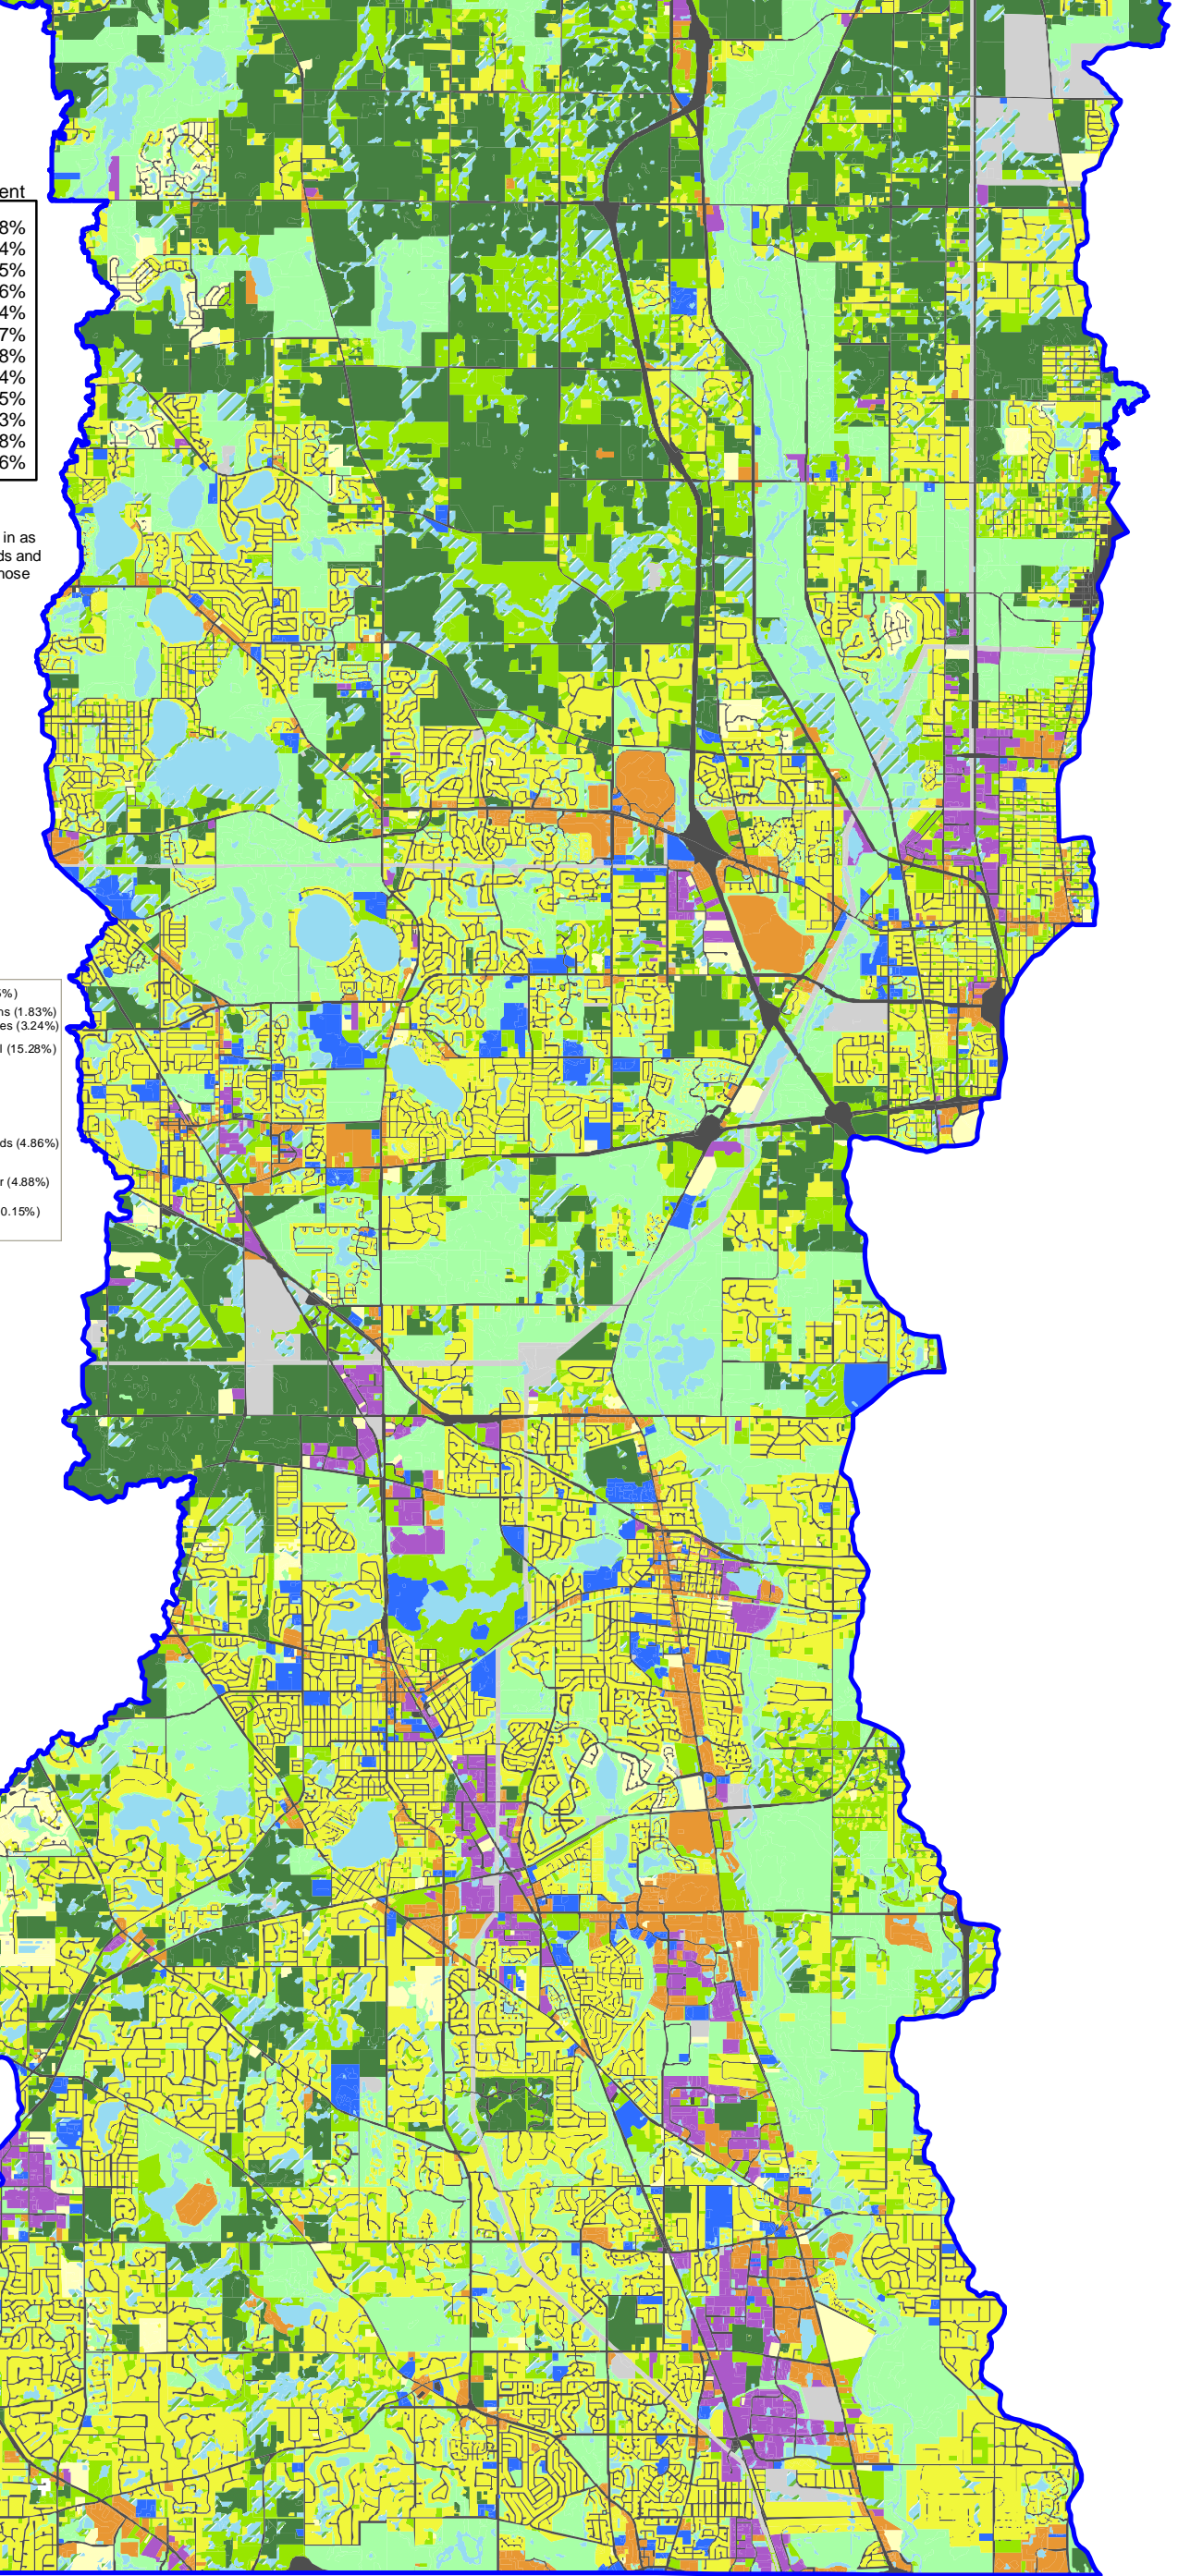 ent
8%
4%
5%
6%
4%
7%
8%
4%
5%
3%
8%
6%
in as
ds and
hose
5%)
ns (1.83%)
es (3.24%)
l (15.28%)
ds (4.86%)
r (4.88%)
0.15%)